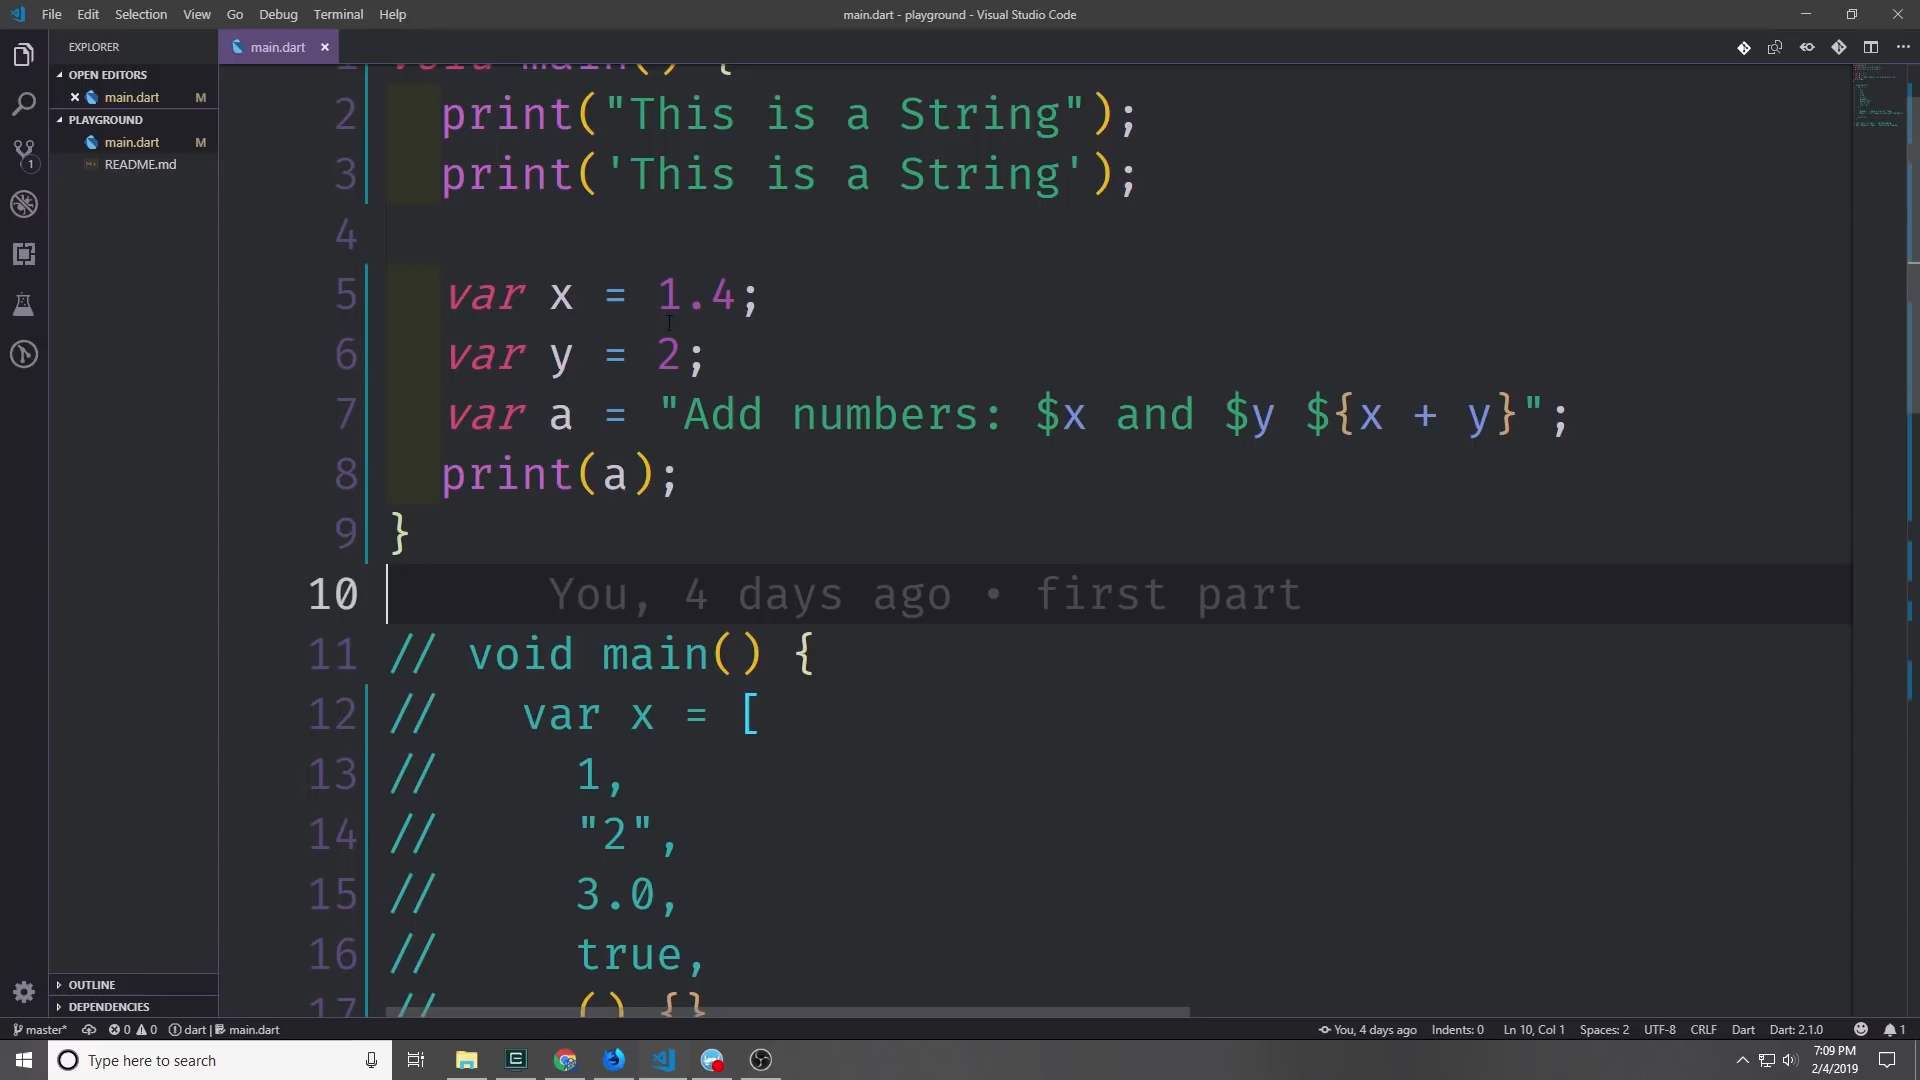 File Edit Selection View Go Debug Terminal Help
main.dart - playground - Visual Studio Code
EXPLORER
main.dart
OPEN EDITORS
main.dart M
PLAYGROUND
main.dart M
README.md
1
OUTLINE
DEPENDENCIES
1 void main() {
2 print("This is a String");
3 print('This is a String');
4
5 var x = 1.4;
6 var y = 2;
7 var a = "Add numbers: $x and $y ${x + y}";
8 print(a);
9 }
10 You, 4 days ago • first part
11 // void main() {
12 // var x = [
13 // 1,
14 // "2",
15 // 3.0,
16 // true,
17 // () {}
master* 0 0 dart | main.dart You, 4 days ago Indents: 0 Ln 10, Col 1 Spaces: 2 UTF-8 CRLF Dart Dart: 2.1.0 1
Type here to search
7:09 PM
2/4/2019